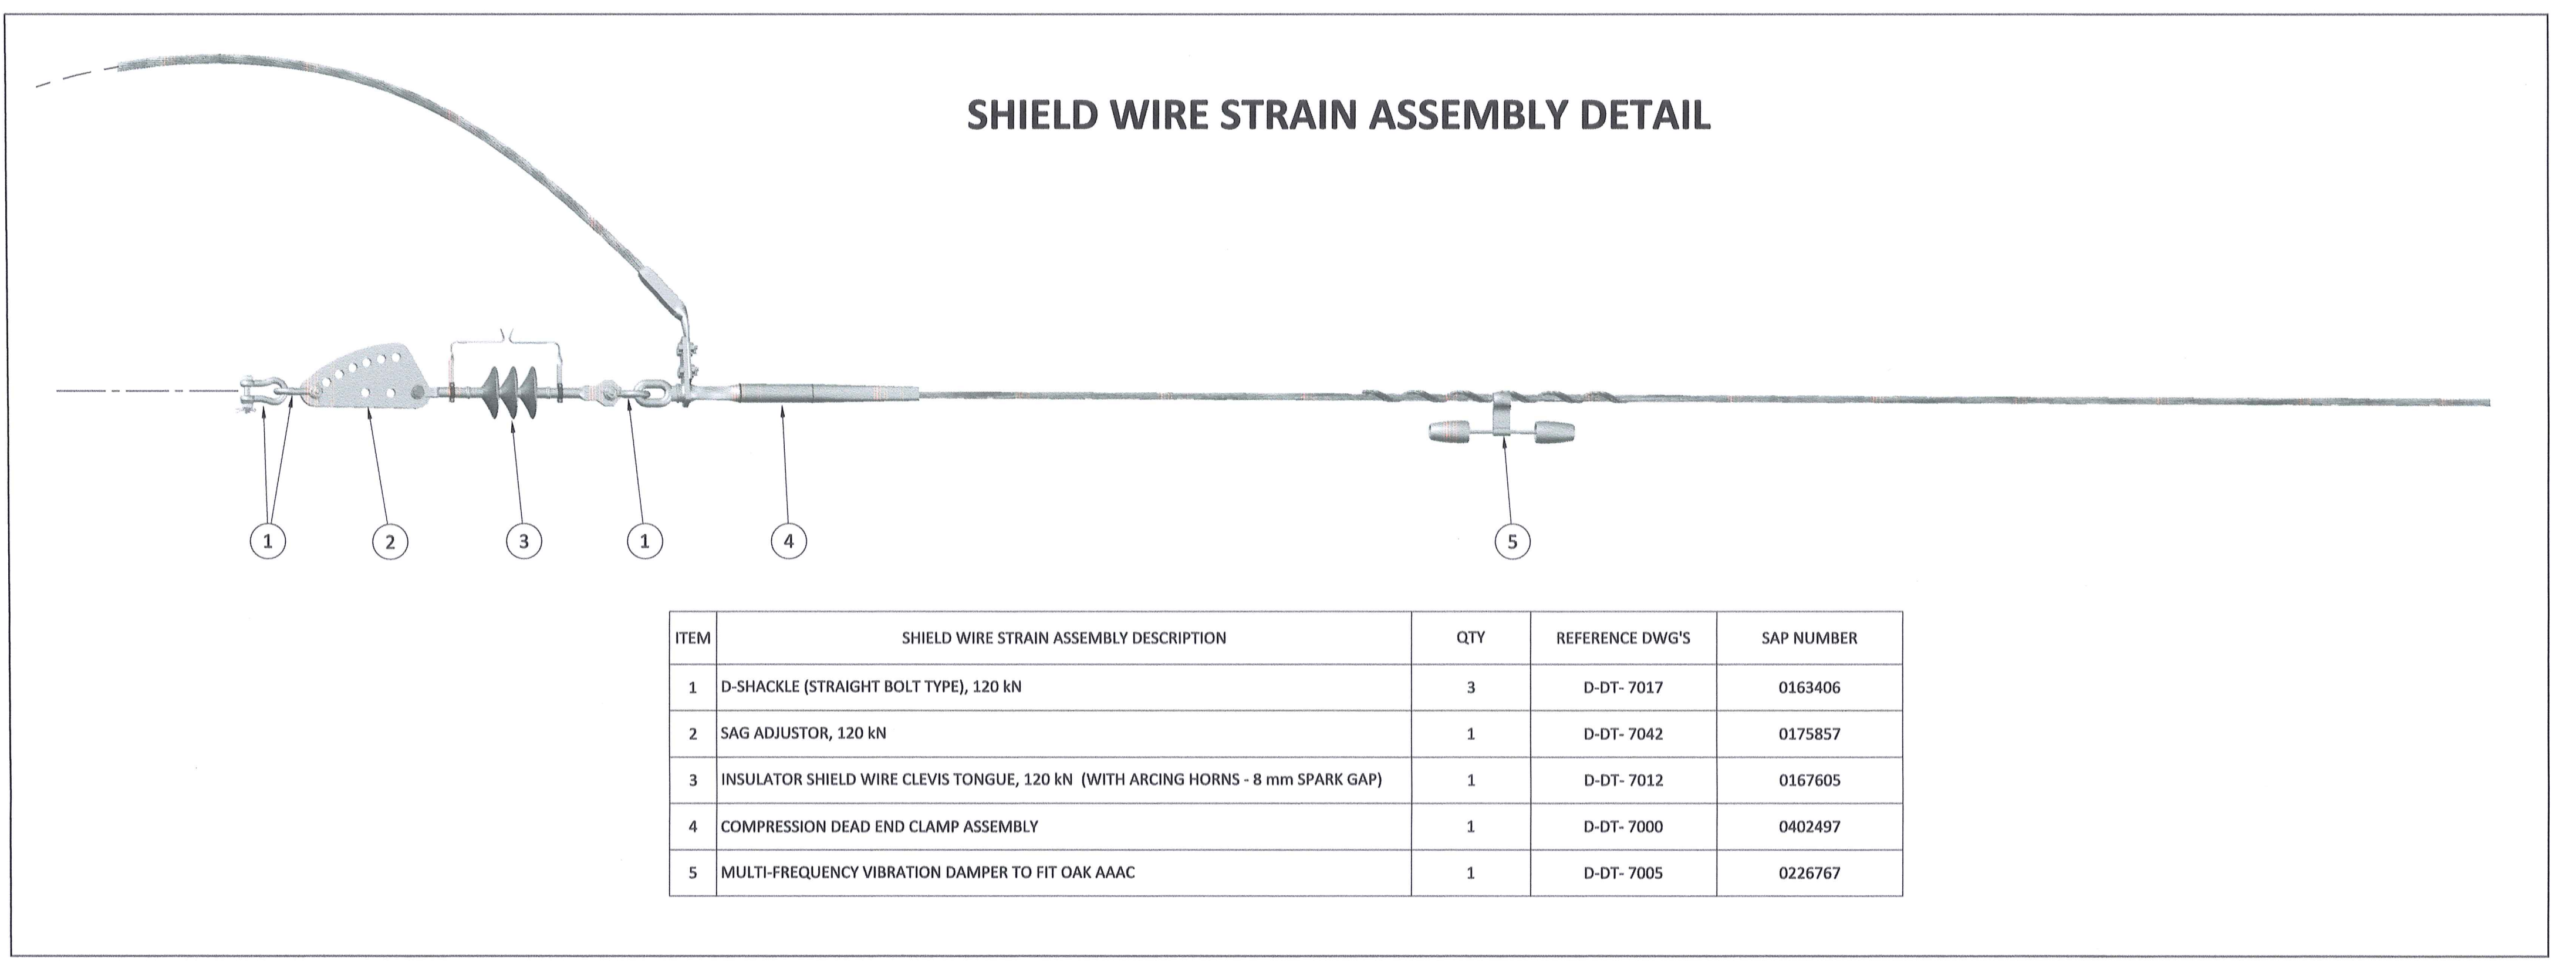 SHIELD WIRE STRAIN ASSEMBLY DETAIL
1 2 3 1 4 5
ITEM SHIELD WIRE STRAIN ASSEMBLY DESCRIPTION QTY REFERENCE DWG'S SAP NUMBER
1 D-SHACKLE (STRAIGHT BOLT TYPE), 120 kN 3 D-DT- 7017 0163406
2 SAG ADJUSTOR, 120 kN 1 D-DT- 7042 0175857
3 INSULATOR SHIELD WIRE CLEVIS TONGUE, 120 kN (WITH ARCING HORNS - 8 mm SPARK GAP) 1 D-DT- 7012 0167605
4 COMPRESSION DEAD END CLAMP ASSEMBLY 1 D-DT- 7000 0402497
5 MULTI-FREQUENCY VIBRATION DAMPER TO FIT OAK AAAC 1 D-DT- 7005 0226767